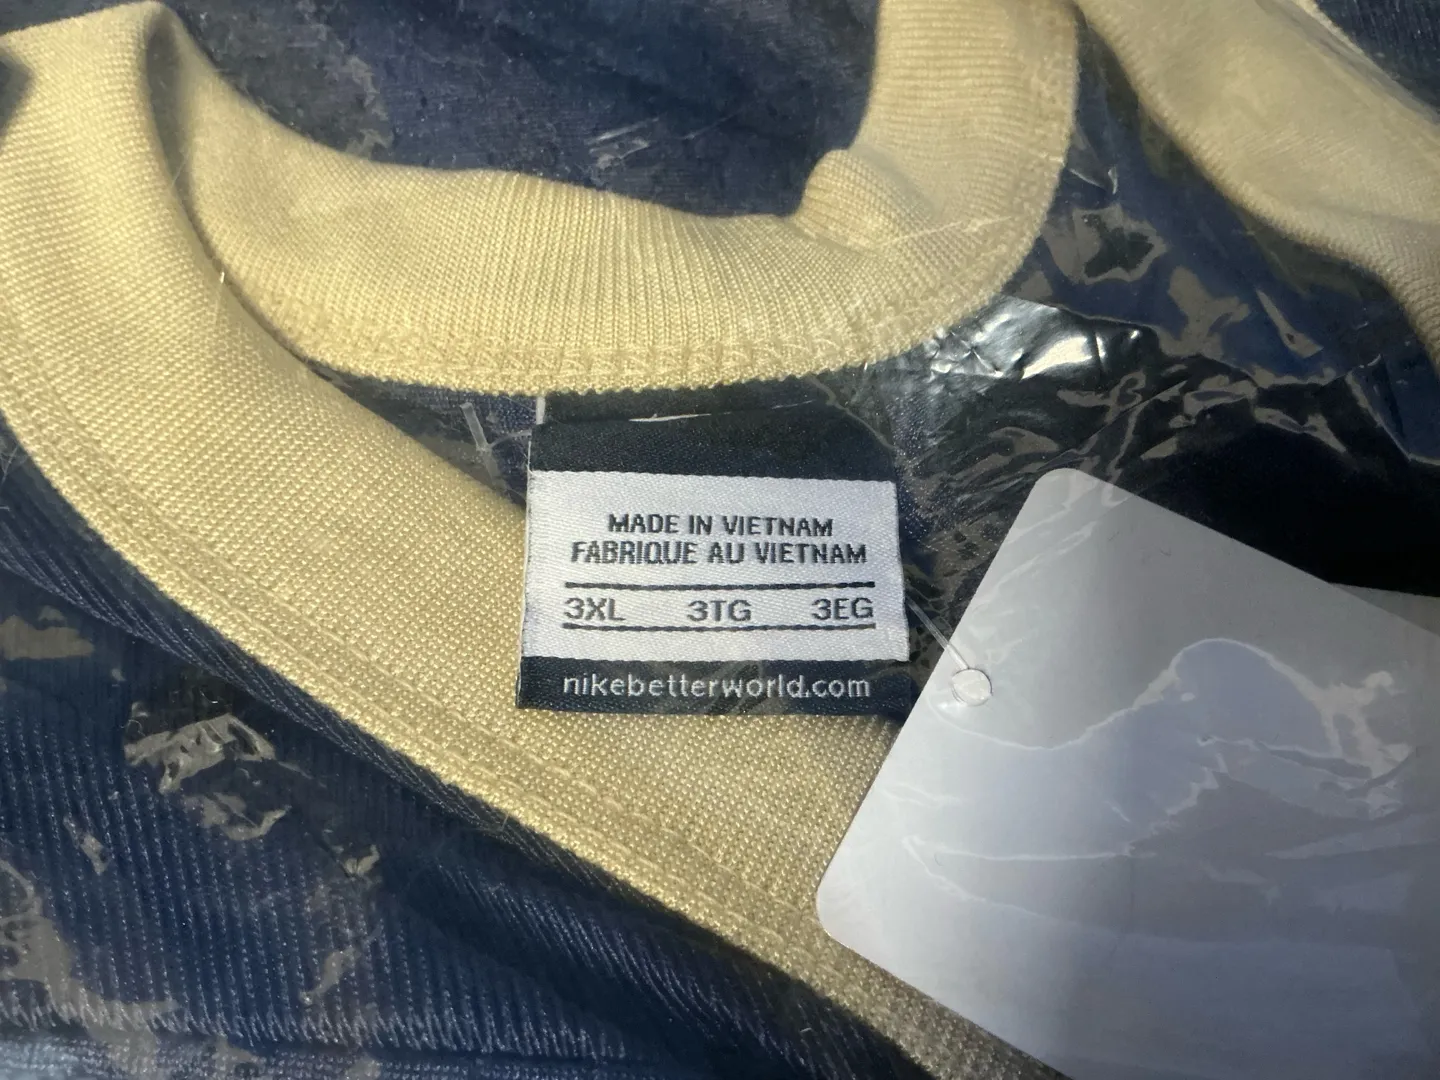 MADE IN VIETNAM
FABRIQUE AU VIETNAM
3XL 3TG 3EG
nikebetterworld.com